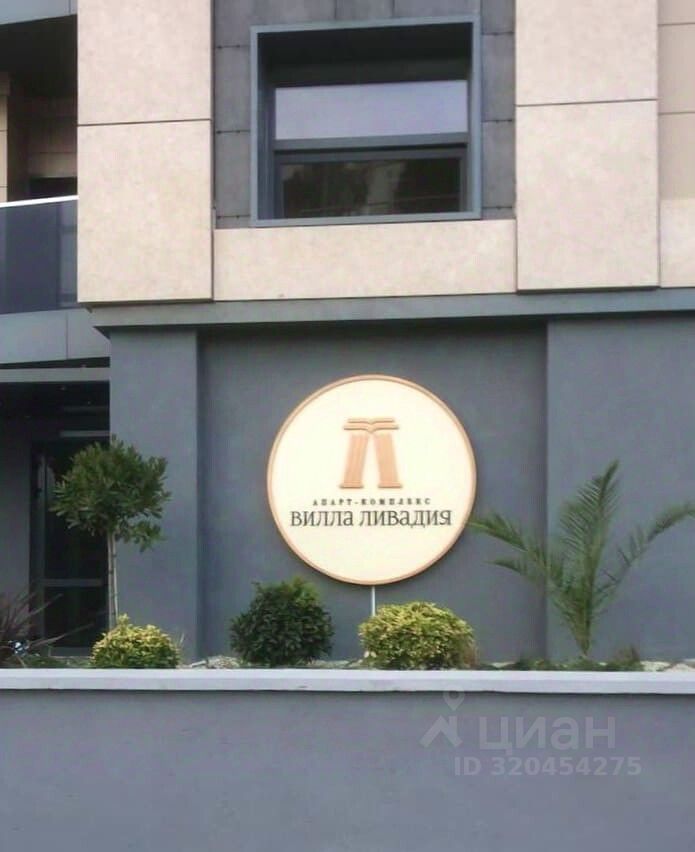 АПАРТ-КОМПЛЕКС
ВИЛЛА ЛИВАДИЯ
циан
ID 320454275